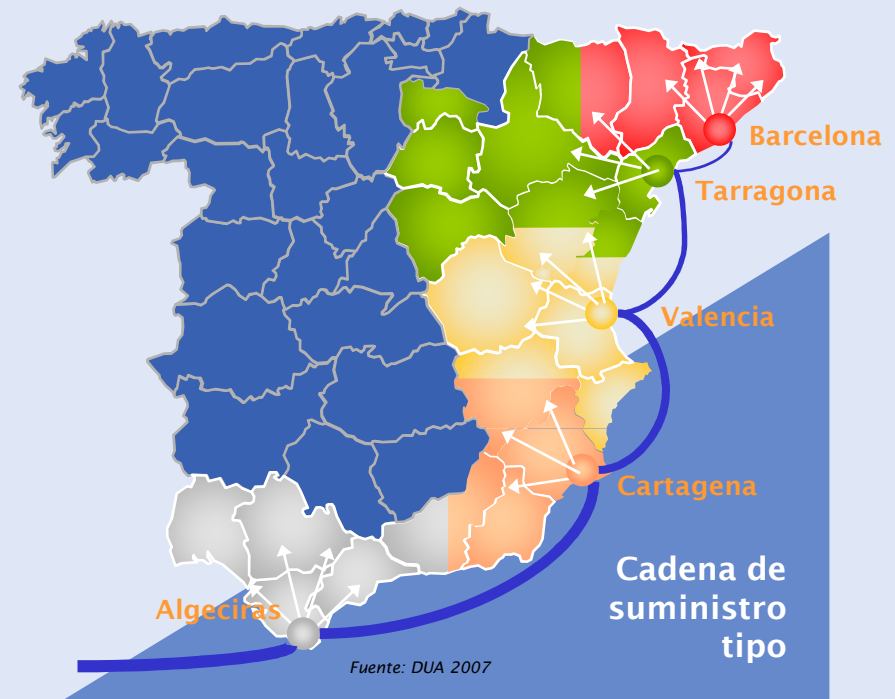 Barcelona
Tarragona
Valencia
Cartagena
Algeciras
Cadena de
suministro
tipo
Fuente: DUA 2007